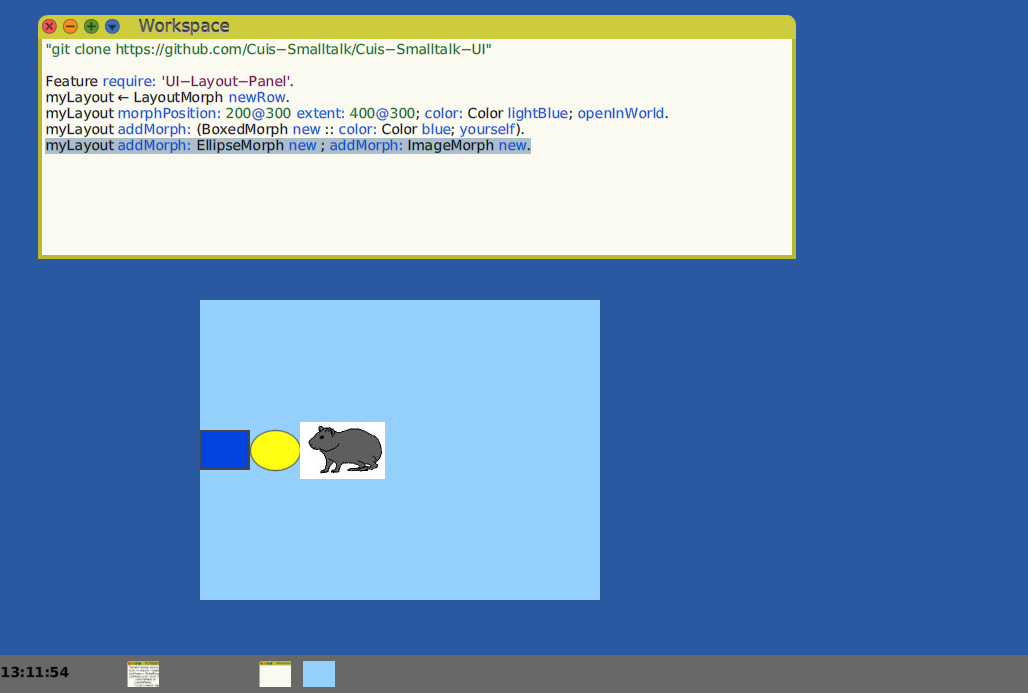 Workspace
"git clone https://github.com/Cuis-Smalltalk/Cuis-Smalltalk-UI"
Feature require: 'UI-Layout-Panel'.
myLayout ← LayoutMorph newRow.
myLayout morphPosition: 200@300 extent: 400@300; color: Color lightBlue; openInWorld.
myLayout addMorph: (BoxedMorph new :: color: Color blue; yourself).
myLayout addMorph: EllipseMorph new ; addMorph: ImageMorph new.
13:11:54